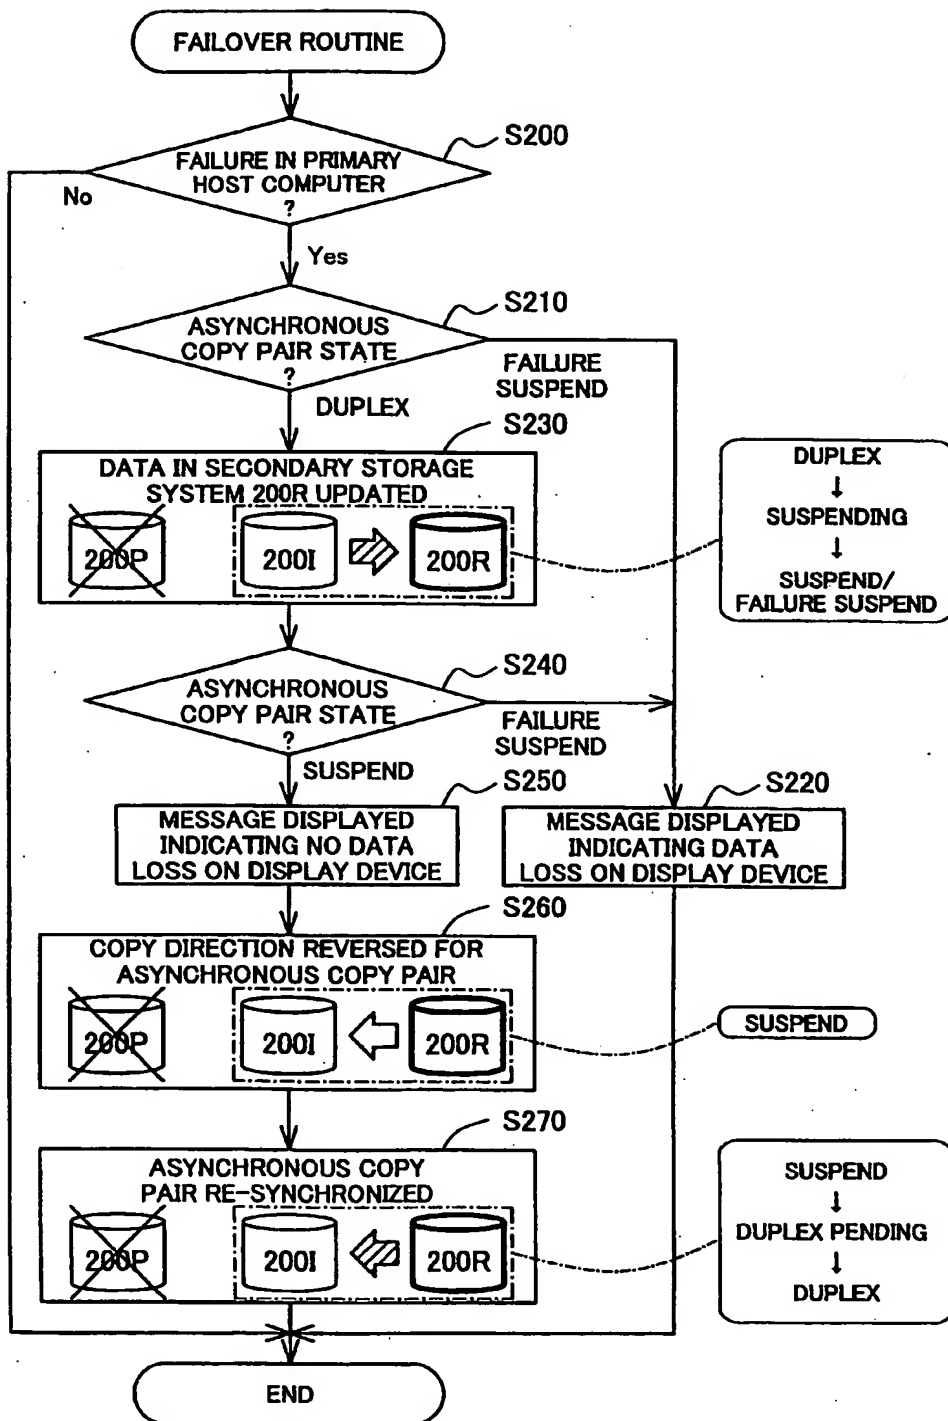 FAILOVER ROUTINE
S200
FAILURE IN PRIMARY
HOST COMPUTER
?
No
Yes
S210
ASYNCHRONOUS
COPY PAIR STATE
?
FAILURE
SUSPEND
DUPLEX
S230
DATA IN SECONDARY STORAGE
SYSTEM 200R UPDATED
200P
200I
200R
DUPLEX
↓
SUSPENDING
↓
SUSPEND/
FAILURE SUSPEND
S240
ASYNCHRONOUS
COPY PAIR STATE
?
FAILURE
SUSPEND
SUSPEND
S250
MESSAGE DISPLAYED
INDICATING NO DATA
LOSS ON DISPLAY DEVICE
S220
MESSAGE DISPLAYED
INDICATING DATA
LOSS ON DISPLAY DEVICE
S260
COPY DIRECTION REVERSED FOR
ASYNCHRONOUS COPY PAIR
200P
200I
200R
SUSPEND
S270
ASYNCHRONOUS COPY
PAIR RE-SYNCHRONIZED
200P
200I
200R
SUSPEND
↓
DUPLEX PENDING
↓
DUPLEX
END